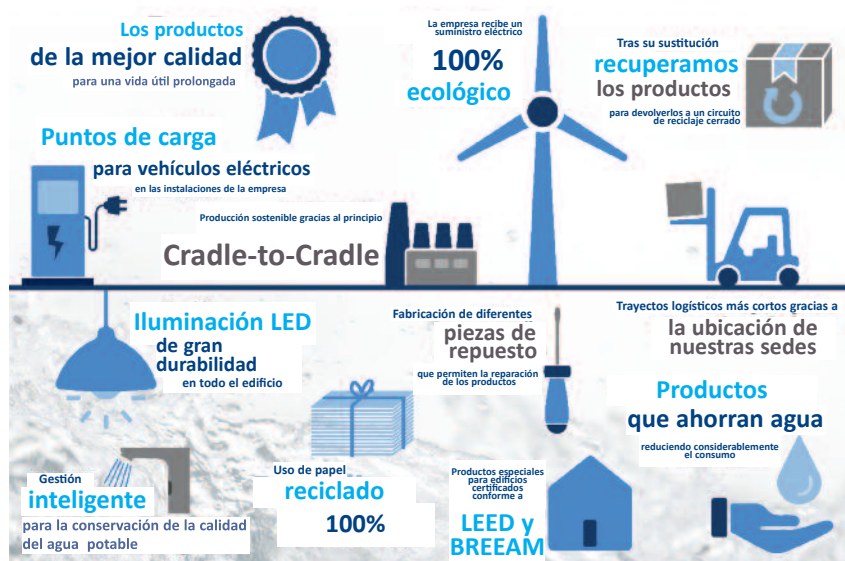 Los productos
de la mejor calidad
para una vida útil prolongada
La empresa recibe un
suministro eléctrico
100%
ecológico
Tras su sustitución
recuperamos
los productos
para devolverlos a un circuito
de reciclaje cerrado
Puntos de carga
para vehículos eléctricos
en las instalaciones de la empresa
Producción sostenible gracias al principio
Cradle-to-Cradle
Iluminación LED
de gran
durabilidad
en todo el edificio
Fabricación de diferentes
piezas de
repuesto
que permiten la reparación
de los productos
Trayectos logísticos más cortos gracias a
la ubicación de
nuestras sedes
Productos
que ahorran agua
reduciendo considerablemente
el consumo
Gestión
inteligente
para la conservación de la calidad
del agua potable
Uso de papel
reciclado
100%
Productos especiales
para edificios
certificados
conforme a
LEED y
BREEAM